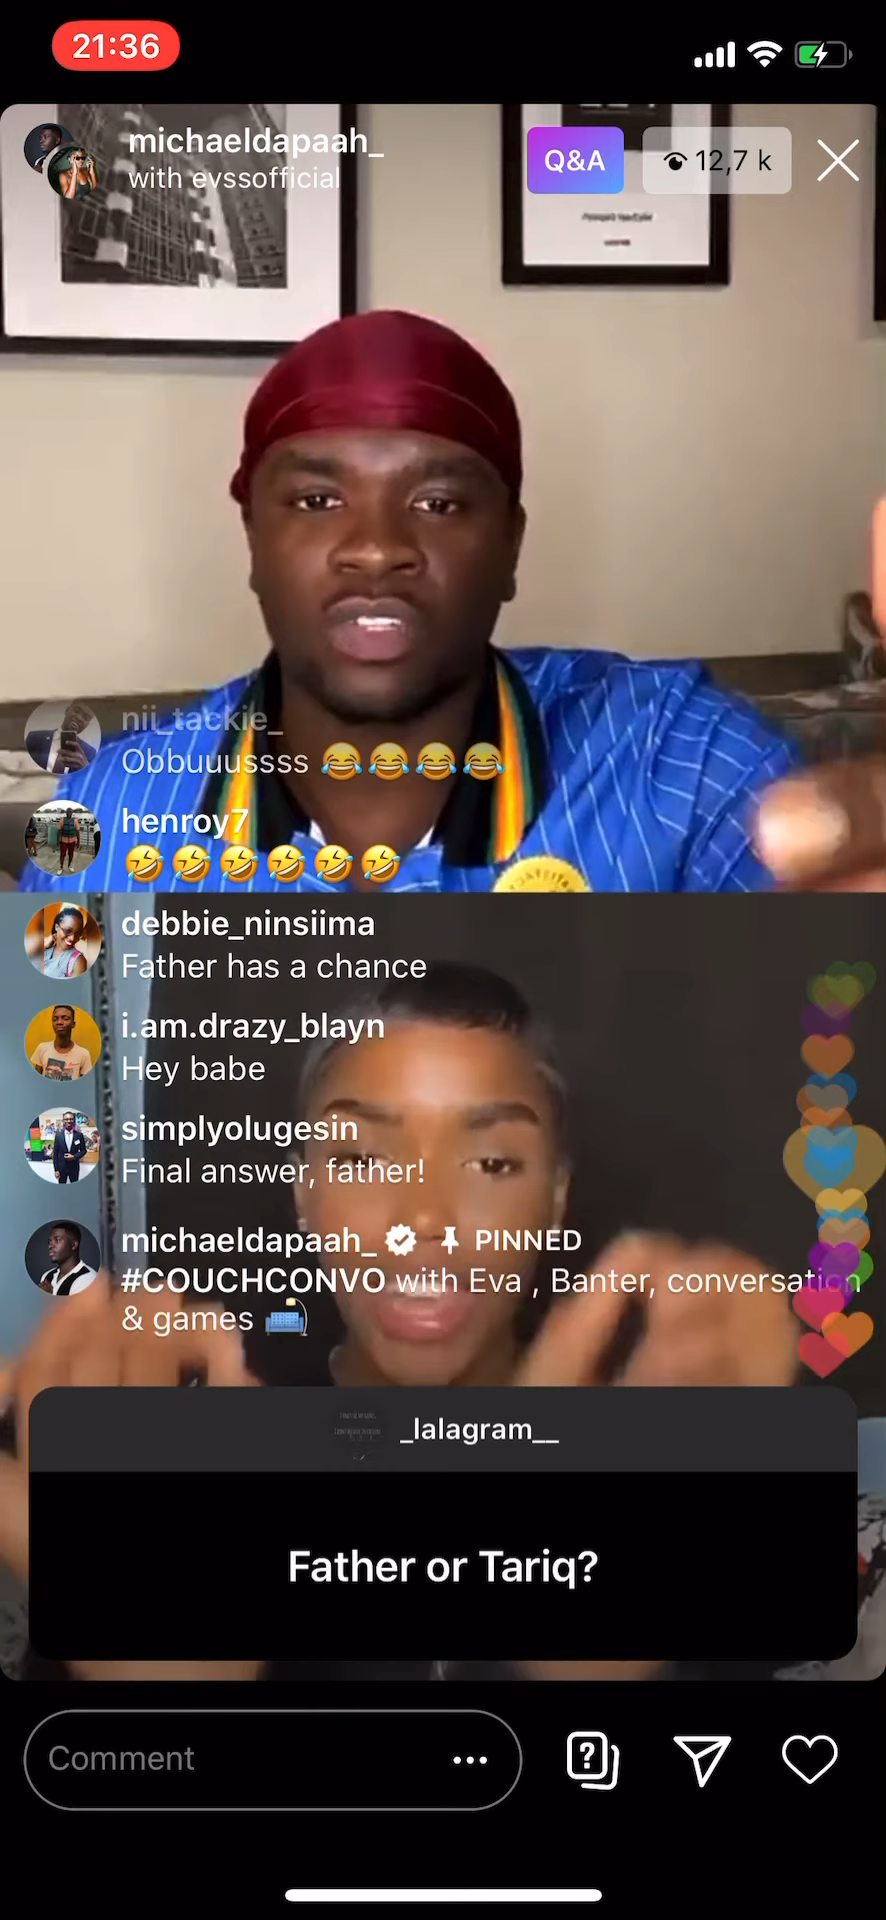 21:36
michaeldapaah_
with evssofficial
Q&A
12,7 k
nii_tackie_
Obbuuussss 😂😂😂😂
henroy7
🤣🤣🤣🤣🤣🤣
debbie_ninsiima
Father has a chance
i.am.drazy_blayn
Hey babe
simplyolugesin
Final answer, father!
michaeldapaah_ PINNED
#COUCHCONVO with Eva , Banter, conversation
& games 🛋️
_lalagram__
Father or Tariq?
Comment